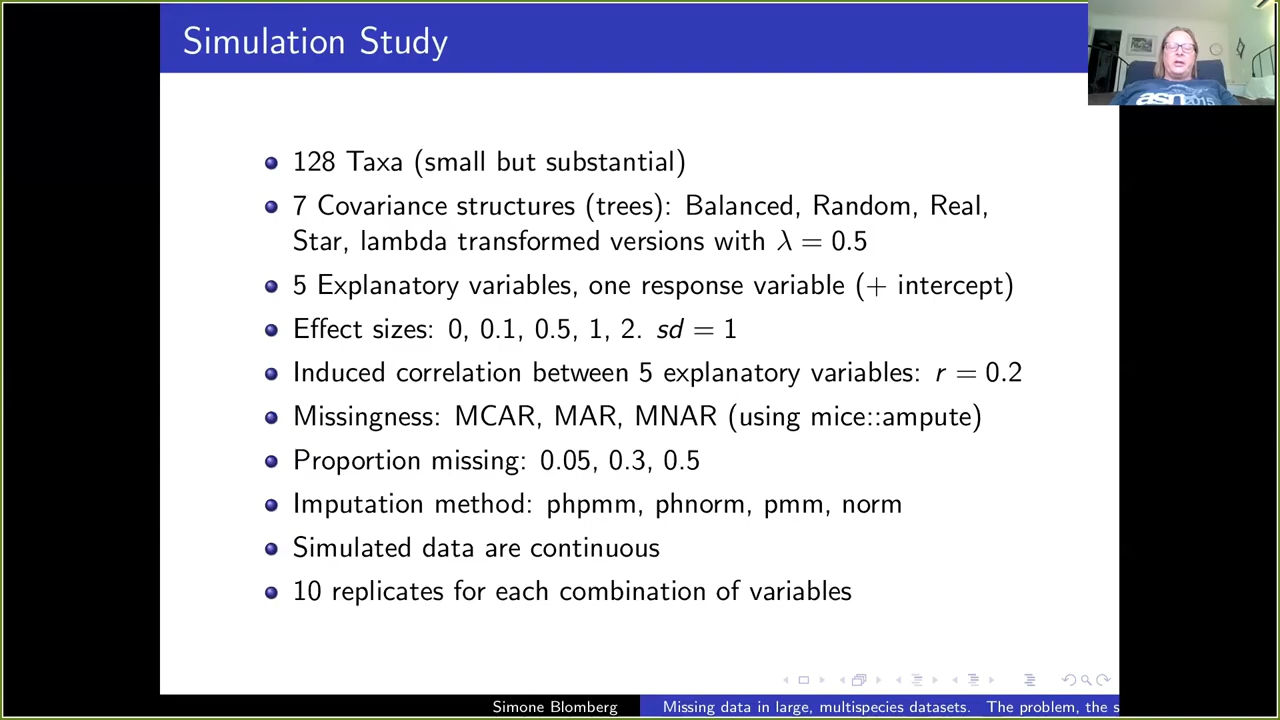 Simulation Study
asn 2015
128 Taxa (small but substantial)
7 Covariance structures (trees): Balanced, Random, Real,
Star, lambda transformed versions with λ = 0.5
5 Explanatory variables, one response variable (+ intercept)
Effect sizes: 0, 0.1, 0.5, 1, 2. sd = 1
Induced correlation between 5 explanatory variables: r = 0.2
Missingness: MCAR, MAR, MNAR (using mice::ampute)
Proportion missing: 0.05, 0.3, 0.5
Imputation method: phpmm, phnorm, pmm, norm
Simulated data are continuous
10 replicates for each combination of variables
Simone Blomberg
Missing data in large, multispecies datasets. The problem, the s